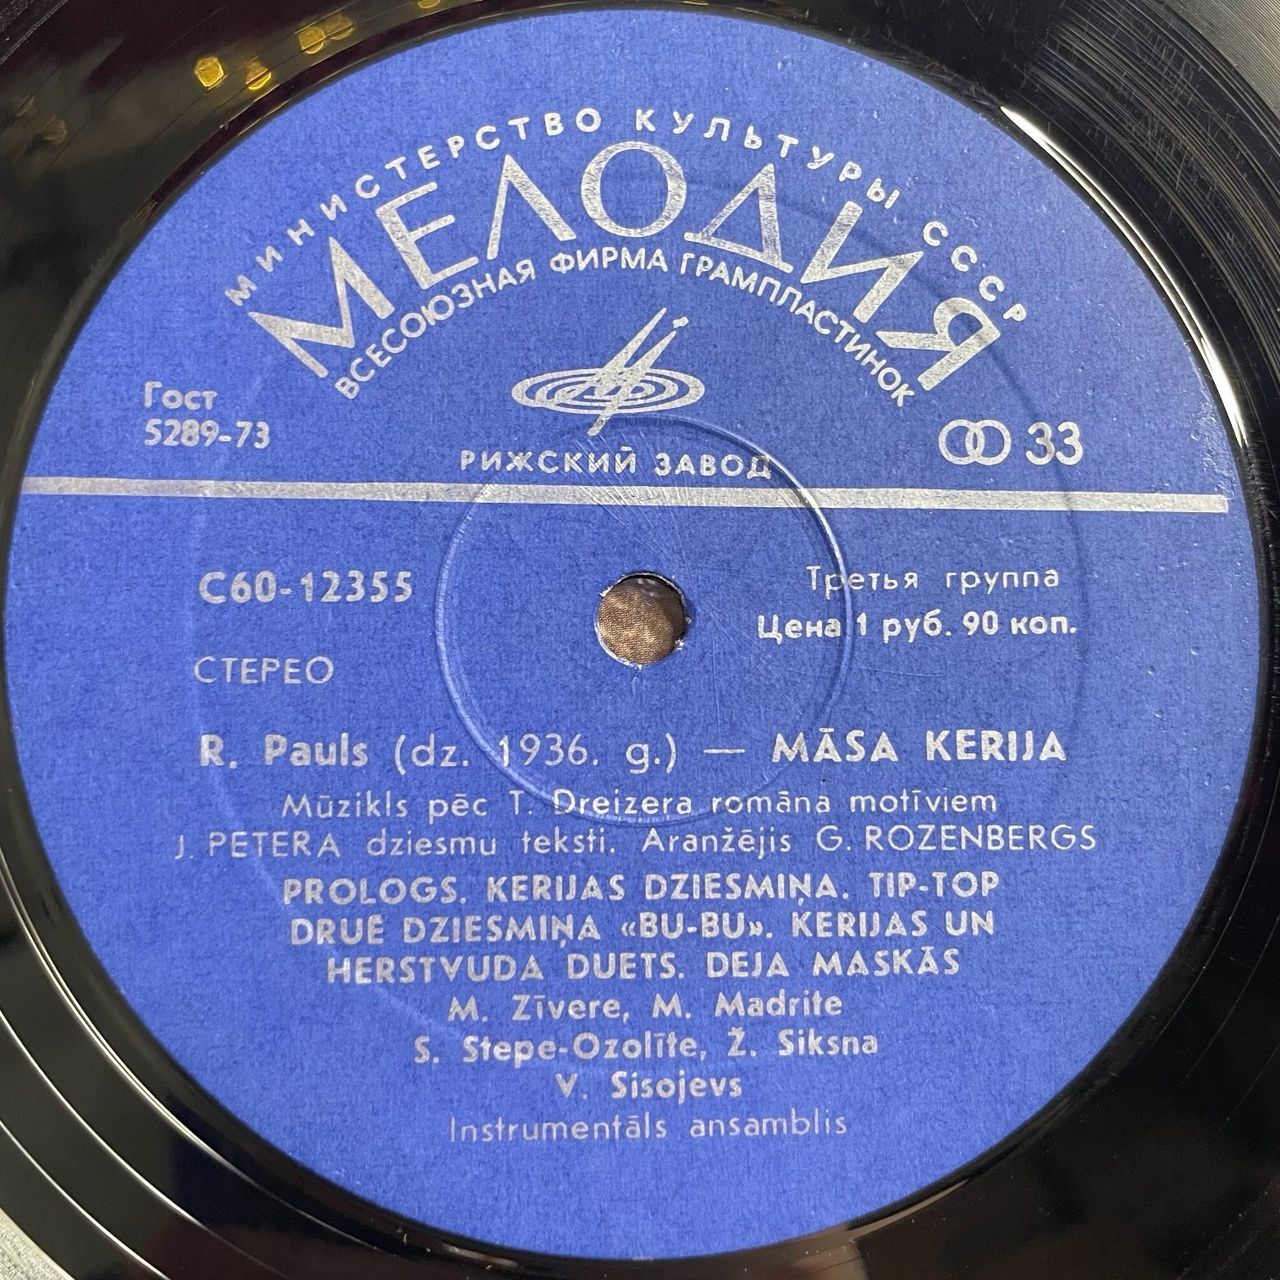 МИНИСТЕРСТВО КУЛЬТУРЫ СССР
МЕЛОДИЯ
ВСЕСОЮЗНАЯ ФИРМА ГРАМПЛАСТИНОК
Гост
5289-73
33
РИЖСКИЙ ЗАВОД
С60-12355
Третья группа
Цена 1 руб. 90 коп.
СТЕРЕО
R. Pauls (dz. 1936. g.) — MĀSA KERIJA
Mūzikls pēc T. Dreizera romāna motīviem
J. PETERA dziesmu teksti. Aranžējis G. ROZENBERGS
PROLOGS. KERIJAS DZIESMIŅA. TIP-TOP
DRUĒ DZIESMIŅA «BU-BU». KERIJAS UN
HERSTVUDA DUETS. DEJA MASKĀS
M. Zīvere, M. Madrite
S. Stepe-Ozolīte, Ž. Siksna
V. Sisojevs
Instrumentāls ansamblis